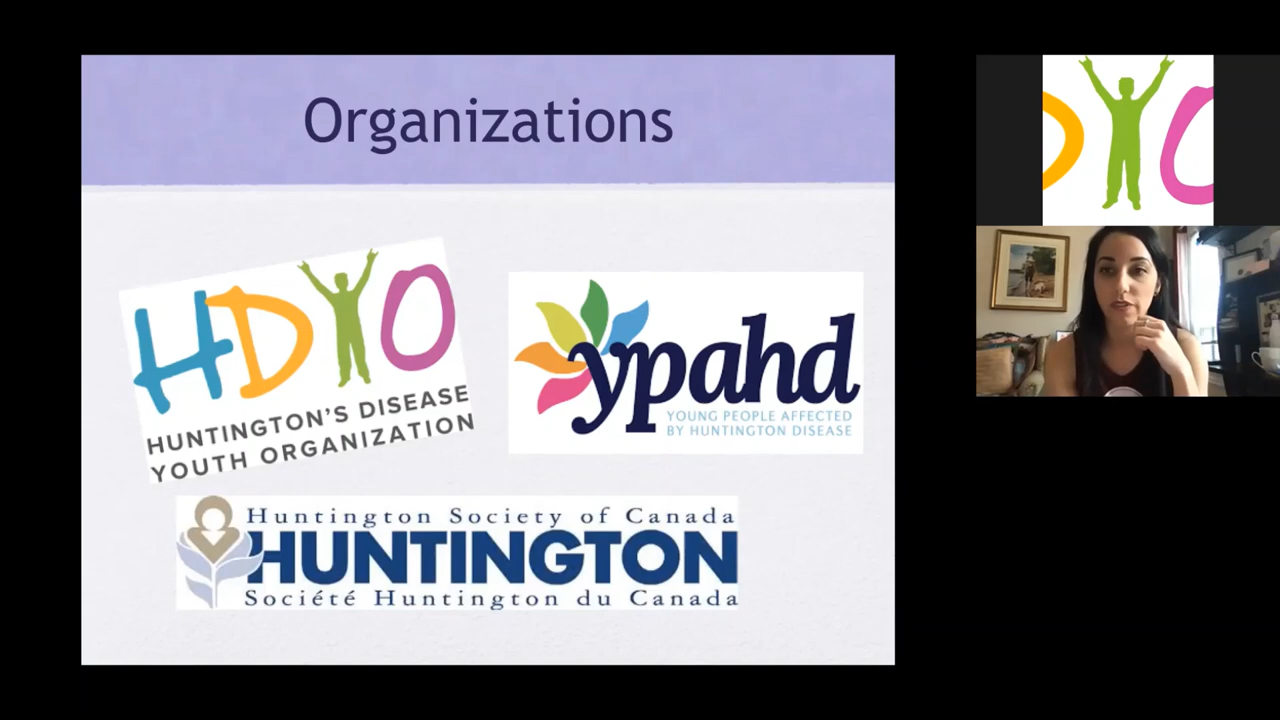 Organizations
HDYO
HUNTINGTON'S DISEASE
YOUTH ORGANIZATION
ypahd
YOUNG PEOPLE AFFECTED
BY HUNTINGTON DISEASE
Huntington Society of Canada
HUNTINGTON
Société Huntington du Canada
DYO